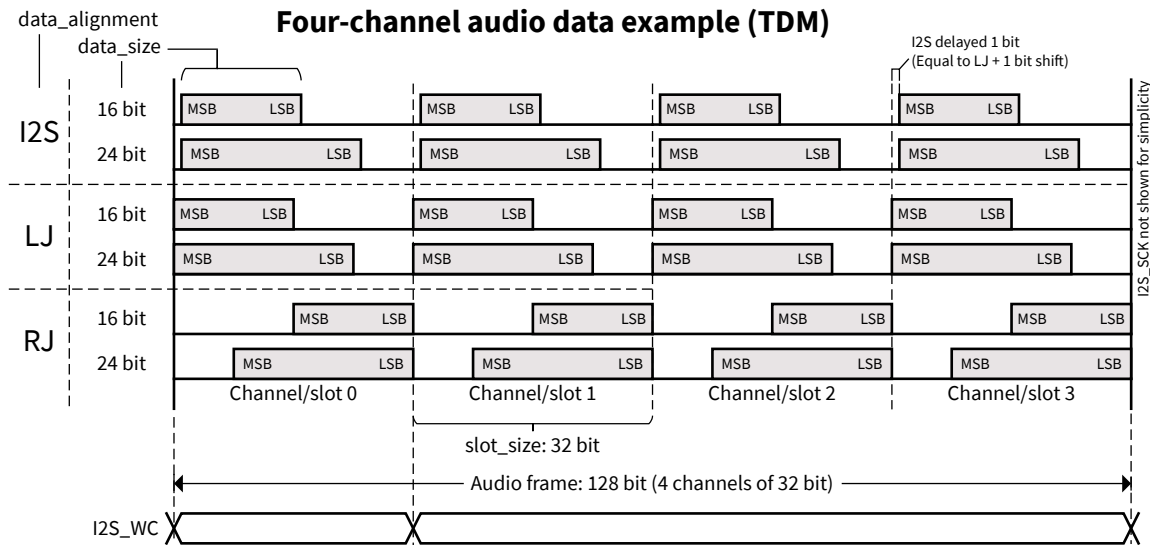 Four-channel audio data example (TDM)
data_alignment
data_size
I2S delayed 1 bit
(Equal to LJ + 1 bit shift)
I2S
16 bit
MSB LSB MSB LSB MSB LSB MSB LSB
24 bit
MSB LSB MSB LSB MSB LSB MSB LSB
LJ
16 bit
MSB LSB MSB LSB MSB LSB MSB LSB
24 bit
MSB LSB MSB LSB MSB LSB MSB LSB
RJ
16 bit
MSB LSB MSB LSB MSB LSB MSB LSB
24 bit
MSB LSB MSB LSB MSB LSB MSB LSB
I2S_SCK not shown for simplicity
Channel/slot 0 Channel/slot 1 Channel/slot 2 Channel/slot 3
slot_size: 32 bit
Audio frame: 128 bit (4 channels of 32 bit)
I2S_WC